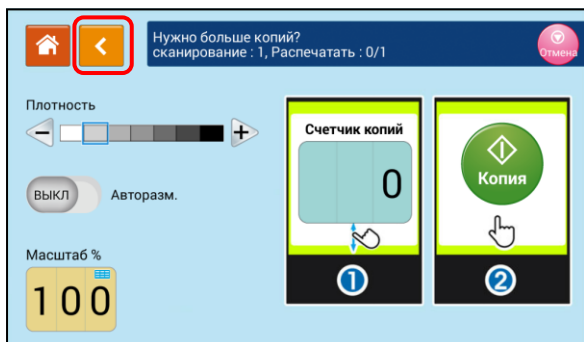 Нужно больше копий?
сканирование : 1, Распечатать : 0/1
Отмена
Плотность
ВЫКЛ
Авторазм.
Масштаб %
100
Счетчик копий
0
1
Копия
2